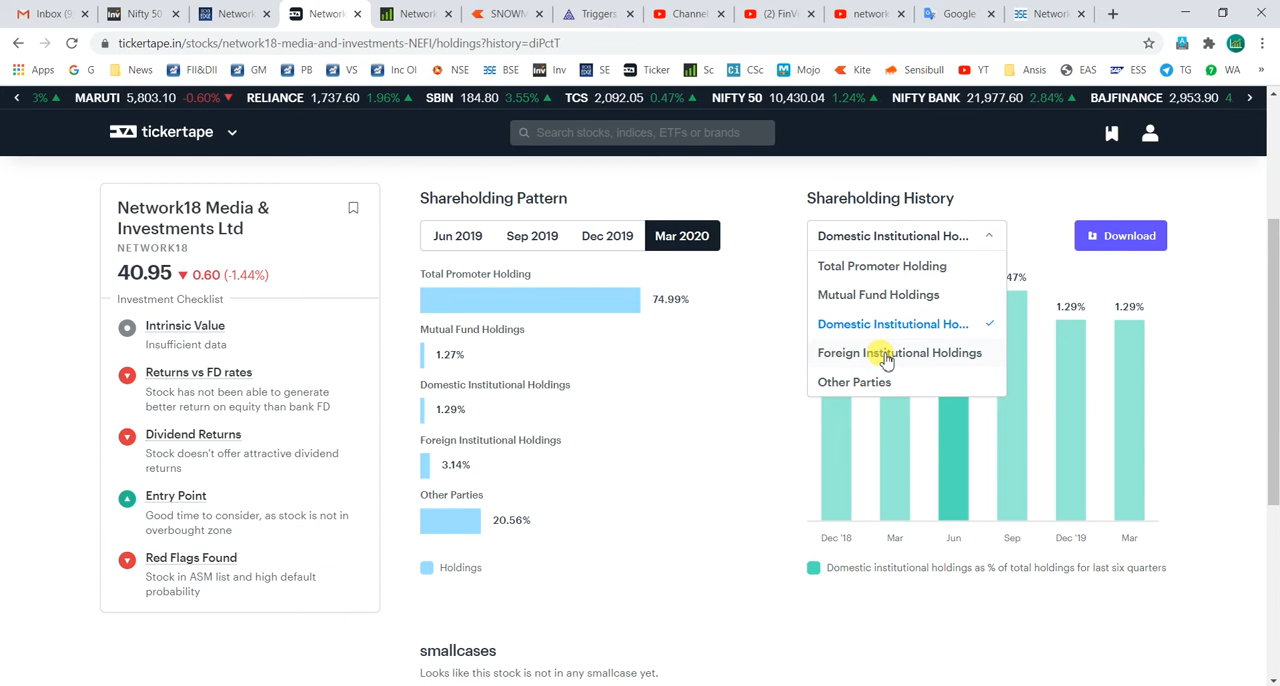 Inbox (9
Nifty 50
Network
Network
Network
SNOWM
Triggers
Channel
(2) FinV
network
Google
Network
tickertape.in/stocks/network18-media-and-investments-NEFI/holdings?history=diPctT
Apps G News FII&DII GM PB VS Inc OI NSE BSE Inv SE Ticker Sc CSc Mojo Kite Sensibull YT Ansis EAS ESS TG WA »
3% MARUTI 5,803.10 -0.60% RELIANCE 1,737.60 1.96% SBIN 184.80 3.55% TCS 2,092.05 0.47% NIFTY 50 10,430.04 1.24% NIFTY BANK 21,977.60 2.84% BAJFINANCE 2,953.90 4
tickertape
Search stocks, indices, ETFs or brands
Network18 Media &
Investments Ltd
NETWORK18
40.95 0.60 (-1.44%)
Investment Checklist
Intrinsic Value
Insufficient data
Returns vs FD rates
Stock has not been able to generate
better return on equity than bank FD
Dividend Returns
Stock doesn't offer attractive dividend
returns
Entry Point
Good time to consider, as stock is not in
overbought zone
Red Flags Found
Stock in ASM list and high default
probability
Shareholding Pattern
Jun 2019 Sep 2019 Dec 2019 Mar 2020
Total Promoter Holding
74.99%
Mutual Fund Holdings
1.27%
Domestic Institutional Holdings
1.29%
Foreign Institutional Holdings
3.14%
Other Parties
20.56%
Holdings
Shareholding History
Domestic Institutional Ho...
Download
Total Promoter Holding
Mutual Fund Holdings
Domestic Institutional Ho...
Foreign Institutional Holdings
Other Parties
47%
1.29%
1.29%
Dec '18 Mar Jun Sep Dec '19 Mar
Domestic institutional holdings as % of total holdings for last six quarters
smallcases
Looks like this stock is not in any smallcase yet.